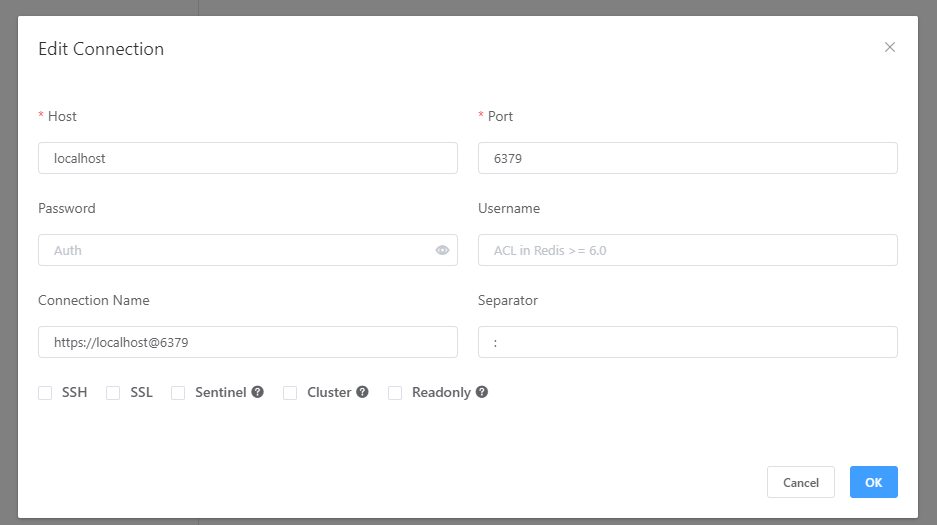 Edit Connection
* Host
* Port
localhost
6379
Password
Username
Auth
ACL in Redis >= 6.0
Connection Name
Separator
https://localhost@6379
:
SSH SSL Sentinel ? Cluster ? Readonly ?
Cancel OK